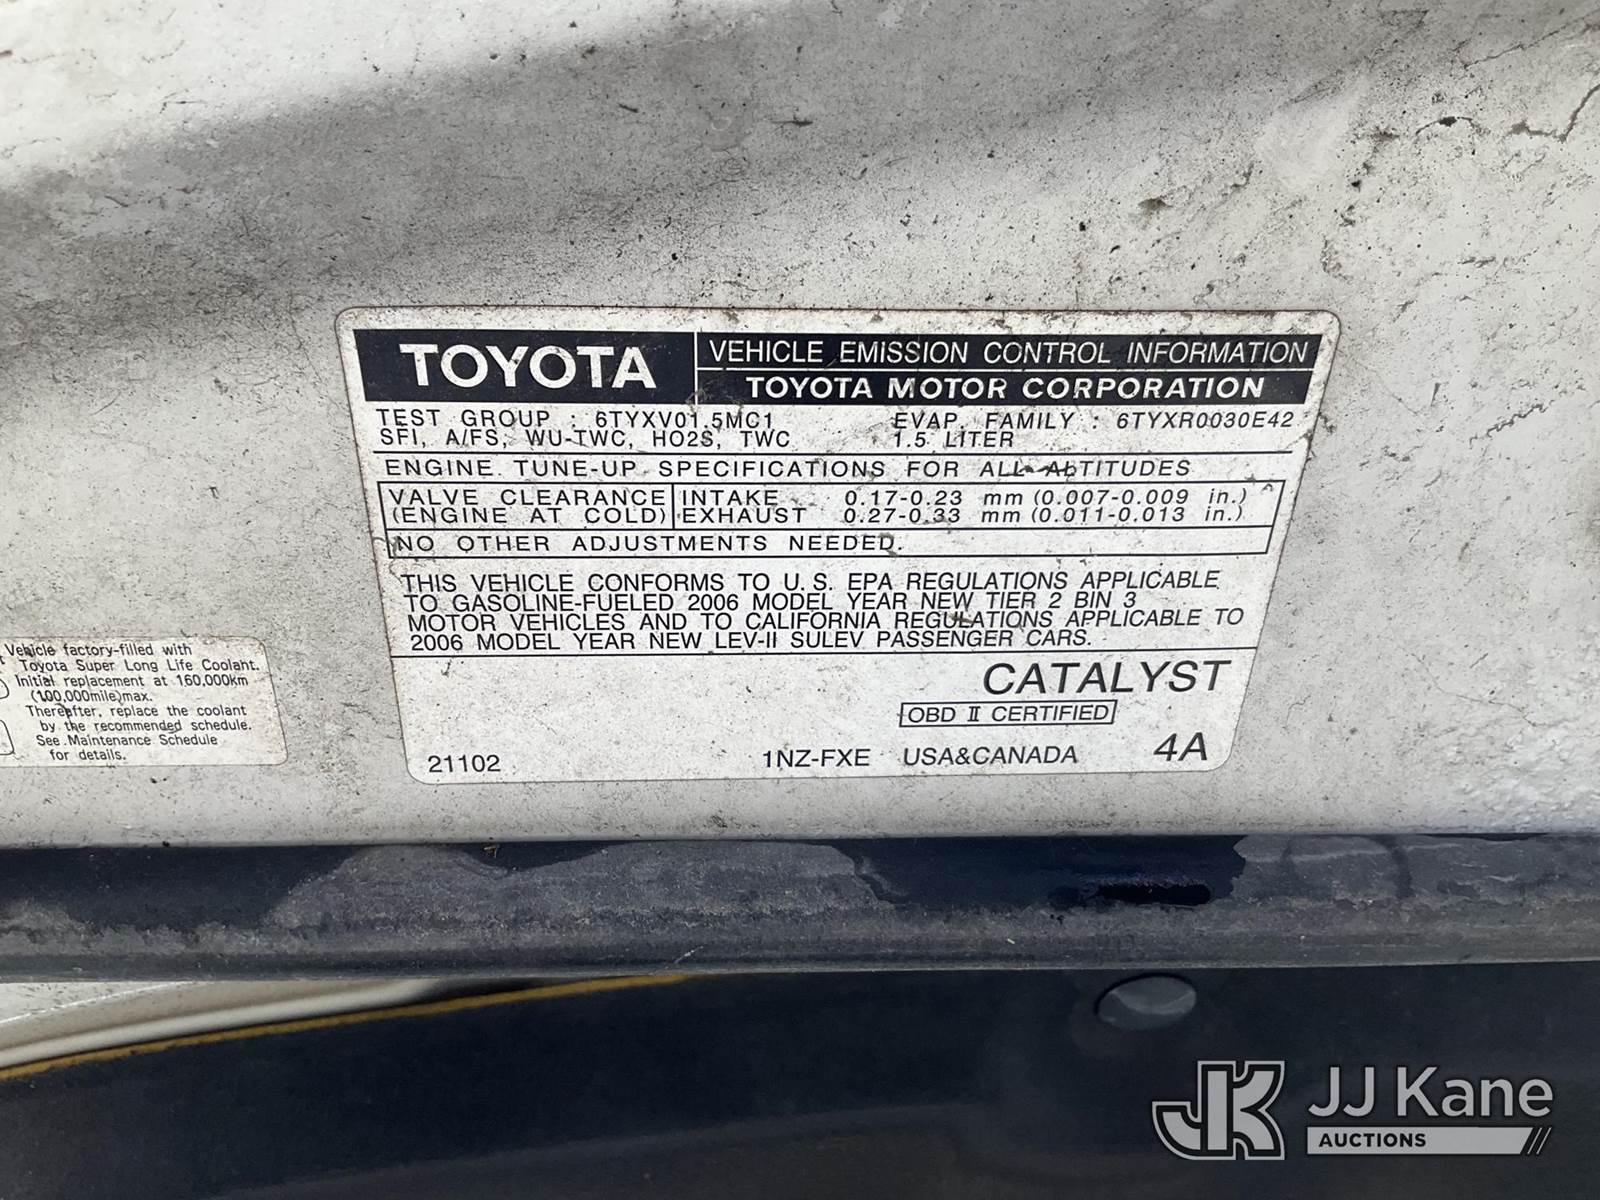 TOYOTA
VEHICLE EMISSION CONTROL INFORMATION
TOYOTA MOTOR CORPORATION
TEST GROUP : 6TYXV01.5MC1 EVAP. FAMILY : 6TYXR0030E42
SFI, A/FS, WU-TWC, HO2S, TWC 1.5 LITER
ENGINE TUNE-UP SPECIFICATIONS FOR ALL ALTITUDES
VALVE CLEARANCE INTAKE 0.17-0.23 mm (0.007-0.009 in.)
(ENGINE AT COLD) EXHAUST 0.27-0.33 mm (0.011-0.013 in.)
NO OTHER ADJUSTMENTS NEEDED.
THIS VEHICLE CONFORMS TO U.S. EPA REGULATIONS APPLICABLE
TO GASOLINE-FUELED 2006 MODEL YEAR NEW TIER 2 BIN 3
MOTOR VEHICLES AND TO CALIFORNIA REGULATIONS APPLICABLE TO
2006 MODEL YEAR NEW LEV-II SULEV PASSENGER CARS.
CATALYST
OBD II CERTIFIED
21102 1NZ-FXE USA&CANADA 4A
Vehicle factory-filled with
Toyota Super Long Life Coolant.
Initial replacement at 160,000km
(100,000mile)max.
Thereafter, replace the coolant
by the recommended schedule.
See Maintenance Schedule
for details.
JK JJ Kane
AUCTIONS